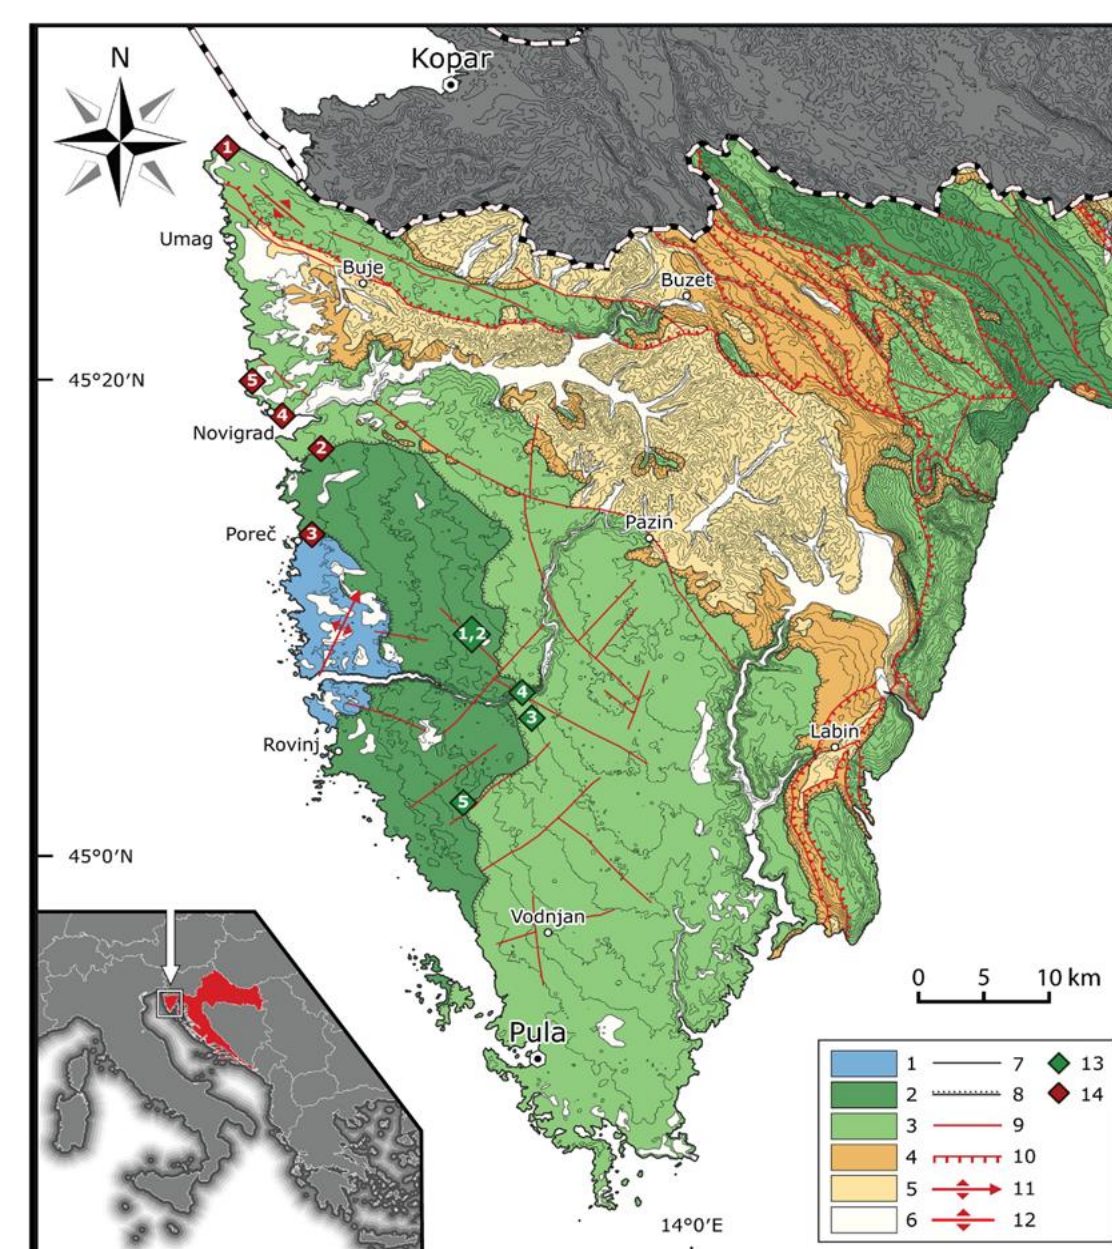 N
Kopar
1
Umag
Buje
Buzet
45°20′N
5
4
Novigrad
2
Poreč
3
Pazin
1,2
4
3
Rovinj
Labin
5
45°0′N
Vodnjan
0 5 10 km
Pula
14°0′E
1 7 13
2 8 14
3 9
4 10
5 11
6 12